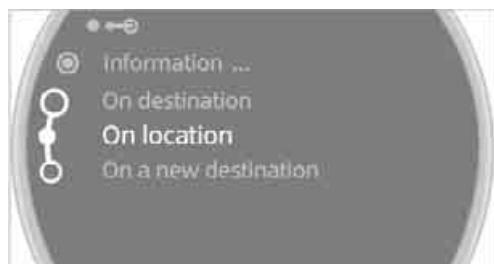 Information ...
On destination
On location
On a new destination